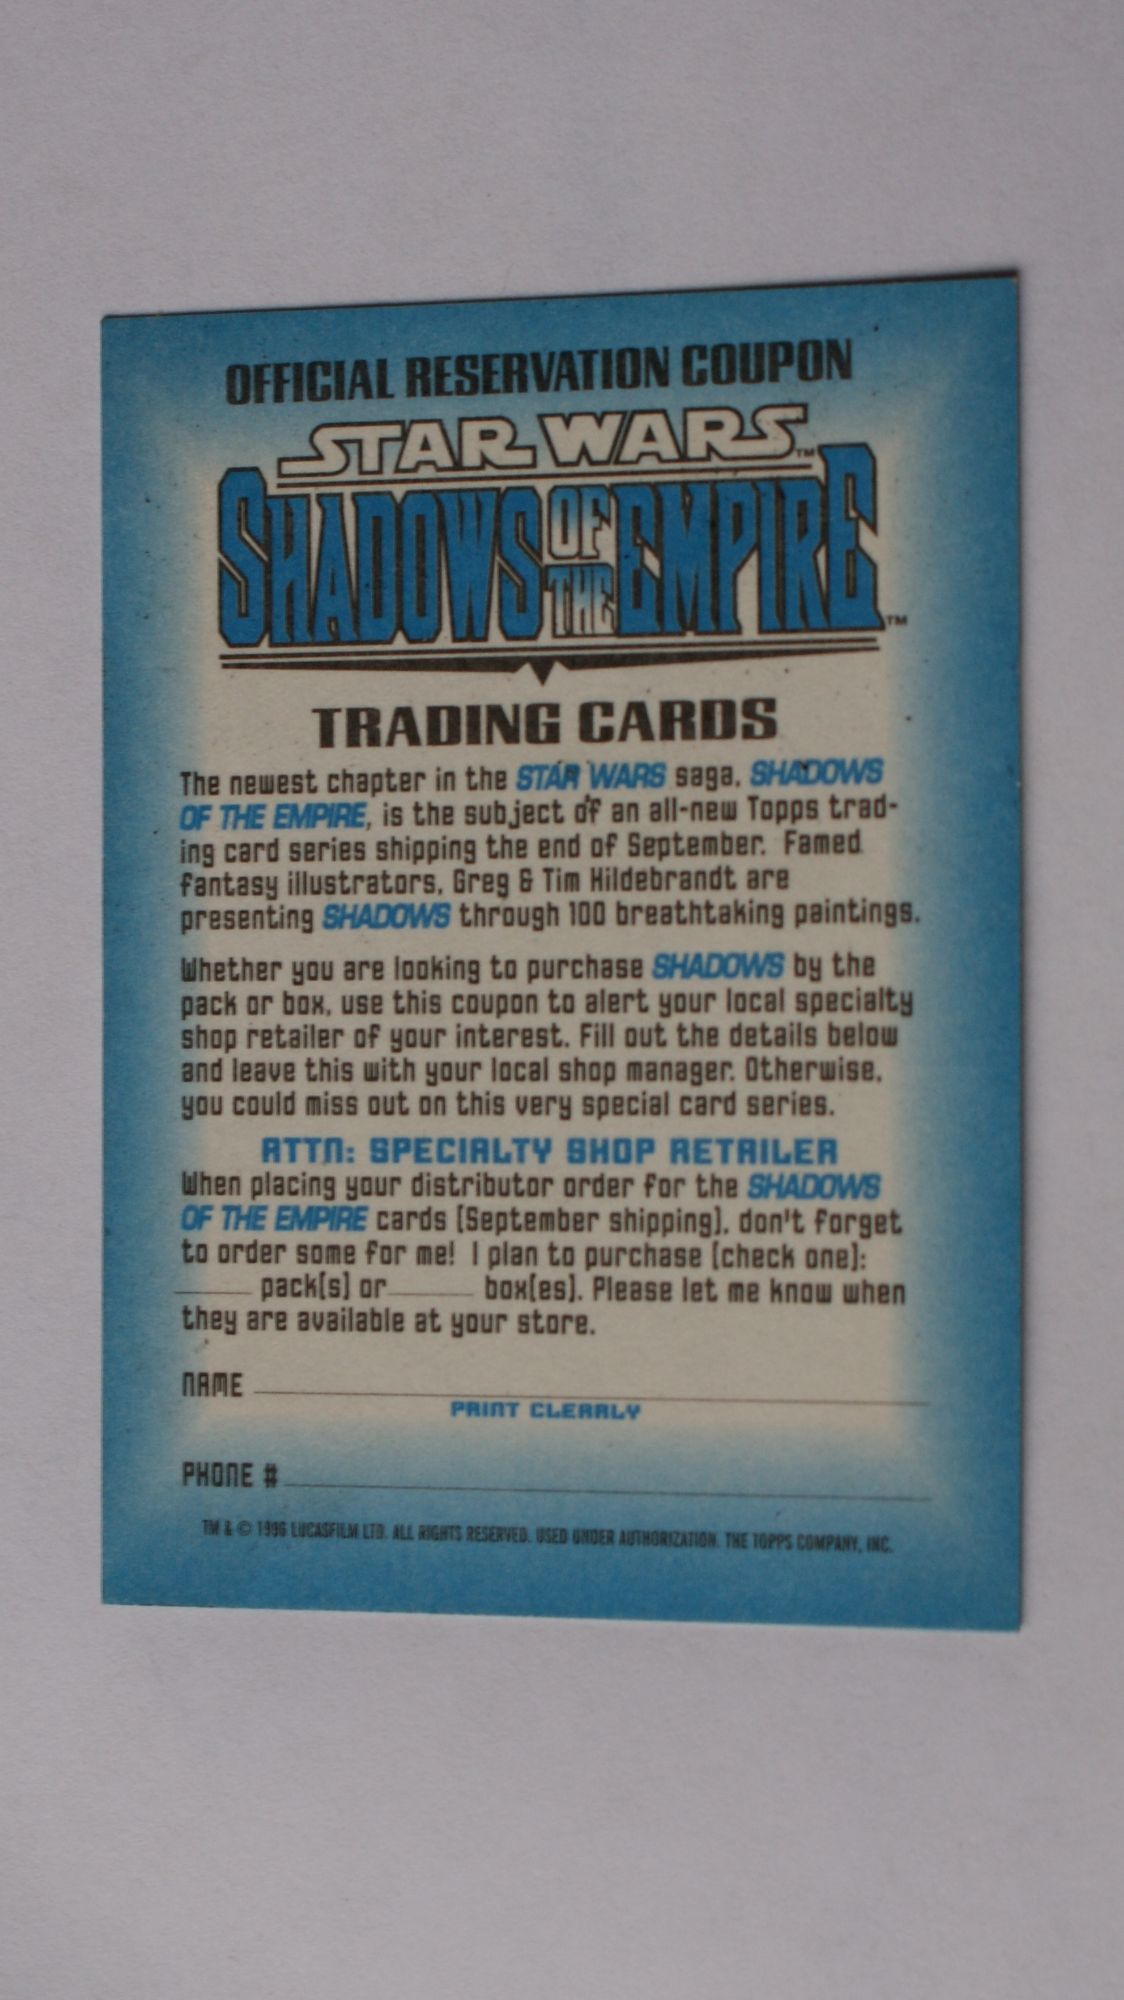 OFFICIAL RESERVATION COUPON
STAR WARS™
SHADOWS OF THE EMPIRE™
TRADING CARDS
The newest chapter in the STAR WARS saga, SHADOWS
OF THE EMPIRE, is the subject of an all-new Topps trad-
ing card series shipping the end of September. Famed
fantasy illustrators, Greg & Tim Hildebrandt are
presenting SHADOWS through 100 breathtaking paintings.
Whether you are looking to purchase SHADOWS by the
pack or box, use this coupon to alert your local specialty
shop retailer of your interest. Fill out the details below
and leave this with your local shop manager. Otherwise,
you could miss out on this very special card series.
ATTN: SPECIALTY SHOP RETAILER
When placing your distributor order for the SHADOWS
OF THE EMPIRE cards (September shipping), don't forget
to order some for me! I plan to purchase (check one):
____ pack(s) or ____ box(es). Please let me know when
they are available at your store.
NAME
PRINT CLEARLY
PHONE #
TM & © 1996 LUCASFILM LTD. ALL RIGHTS RESERVED. USED UNDER AUTHORIZATION. THE TOPPS COMPANY, INC.